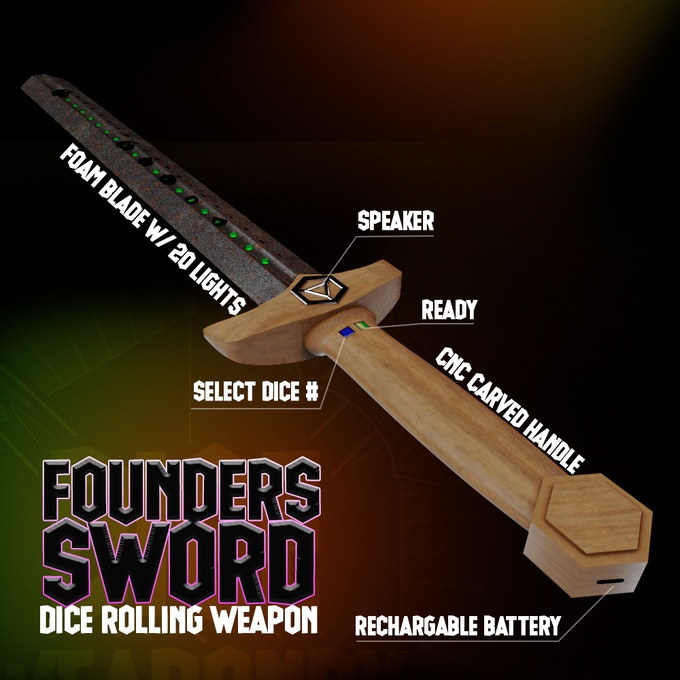 FOAM BLADE W/ 20 LIGHTS
SPEAKER
READY
SELECT DICE #
CNC CARVED HANDLE
FOUNDERS
SWORD
DICE ROLLING WEAPON
RECHARGABLE BATTERY